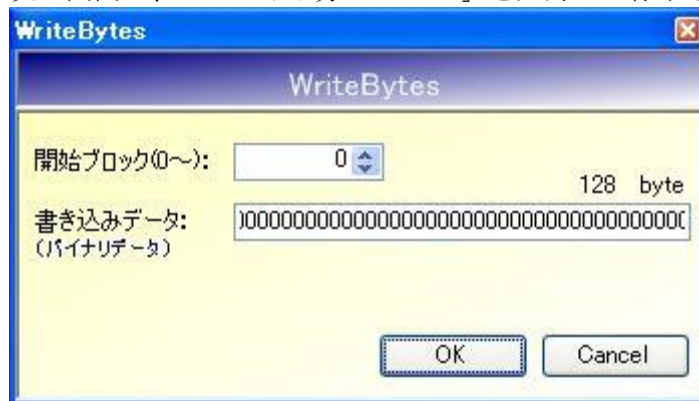 WriteBytes
WriteBytes
開始ブロック(0～):
0
128 byte
書き込みデータ:
(バイナリデータ)
OK
Cancel